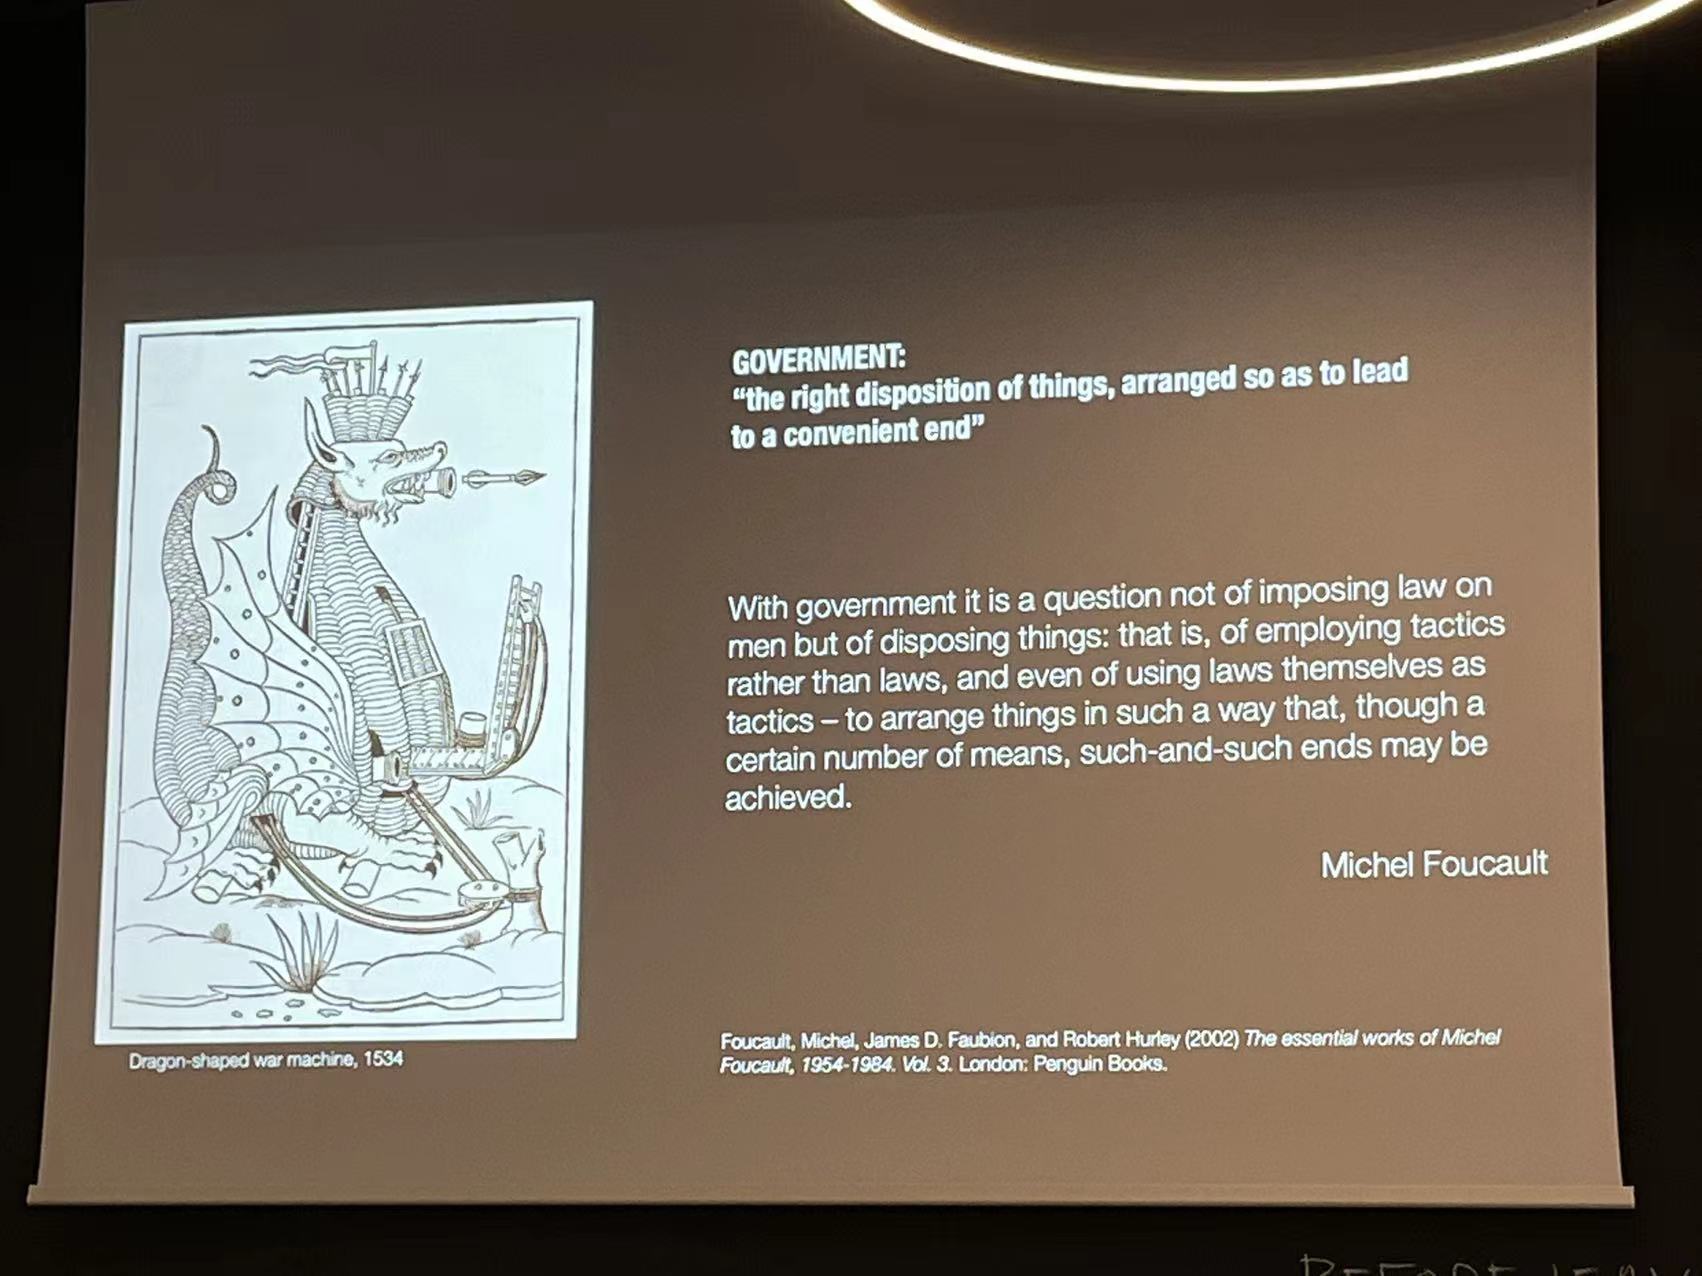 GOVERNMENT:
“the right disposition of things, arranged so as to lead
to a convenient end”
With government it is a question not of imposing law on
men but of disposing things: that is, of employing tactics
rather than laws, and even of using laws themselves as
tactics – to arrange things in such a way that, though a
certain number of means, such-and-such ends may be
achieved.
Michel Foucault
Foucault, Michel, James D. Faubion, and Robert Hurley (2002) The essential works of Michel
Foucault, 1954-1984. Vol. 3. London: Penguin Books.
Dragon-shaped war machine, 1534
BEFORE